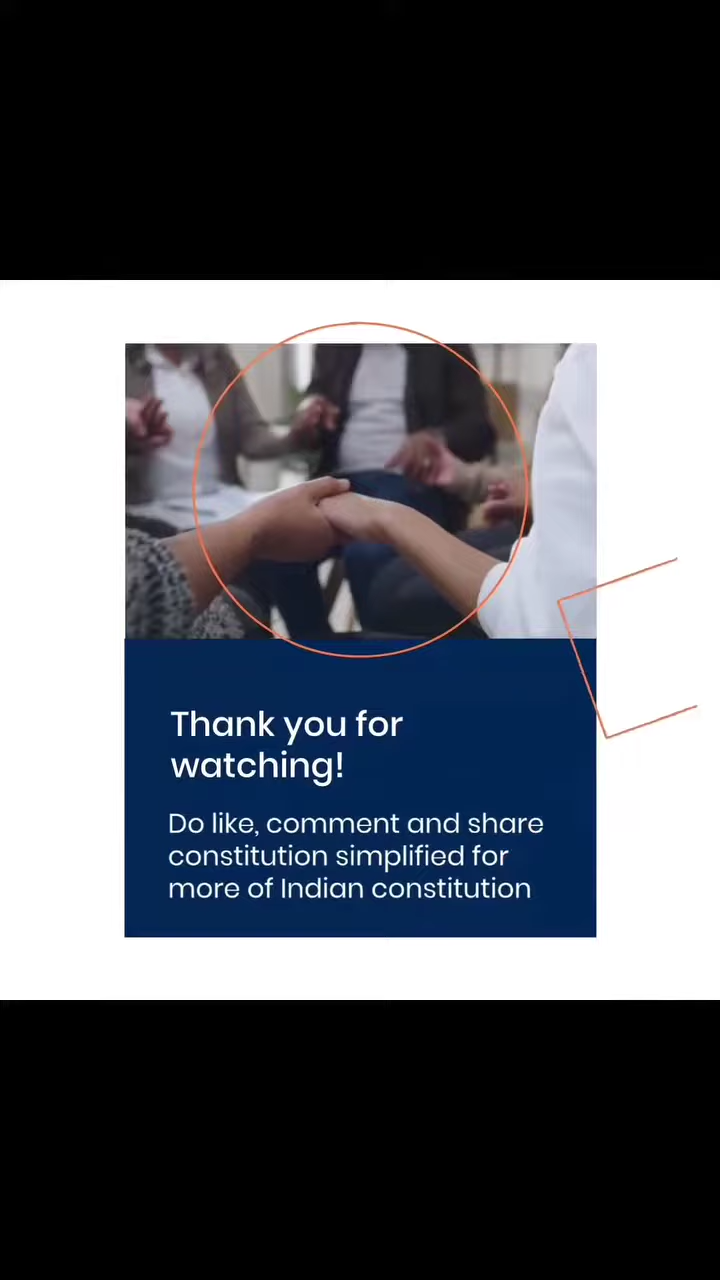 Thank you for
watching!
Do like, comment and share
constitution simplified for
more of Indian constitution